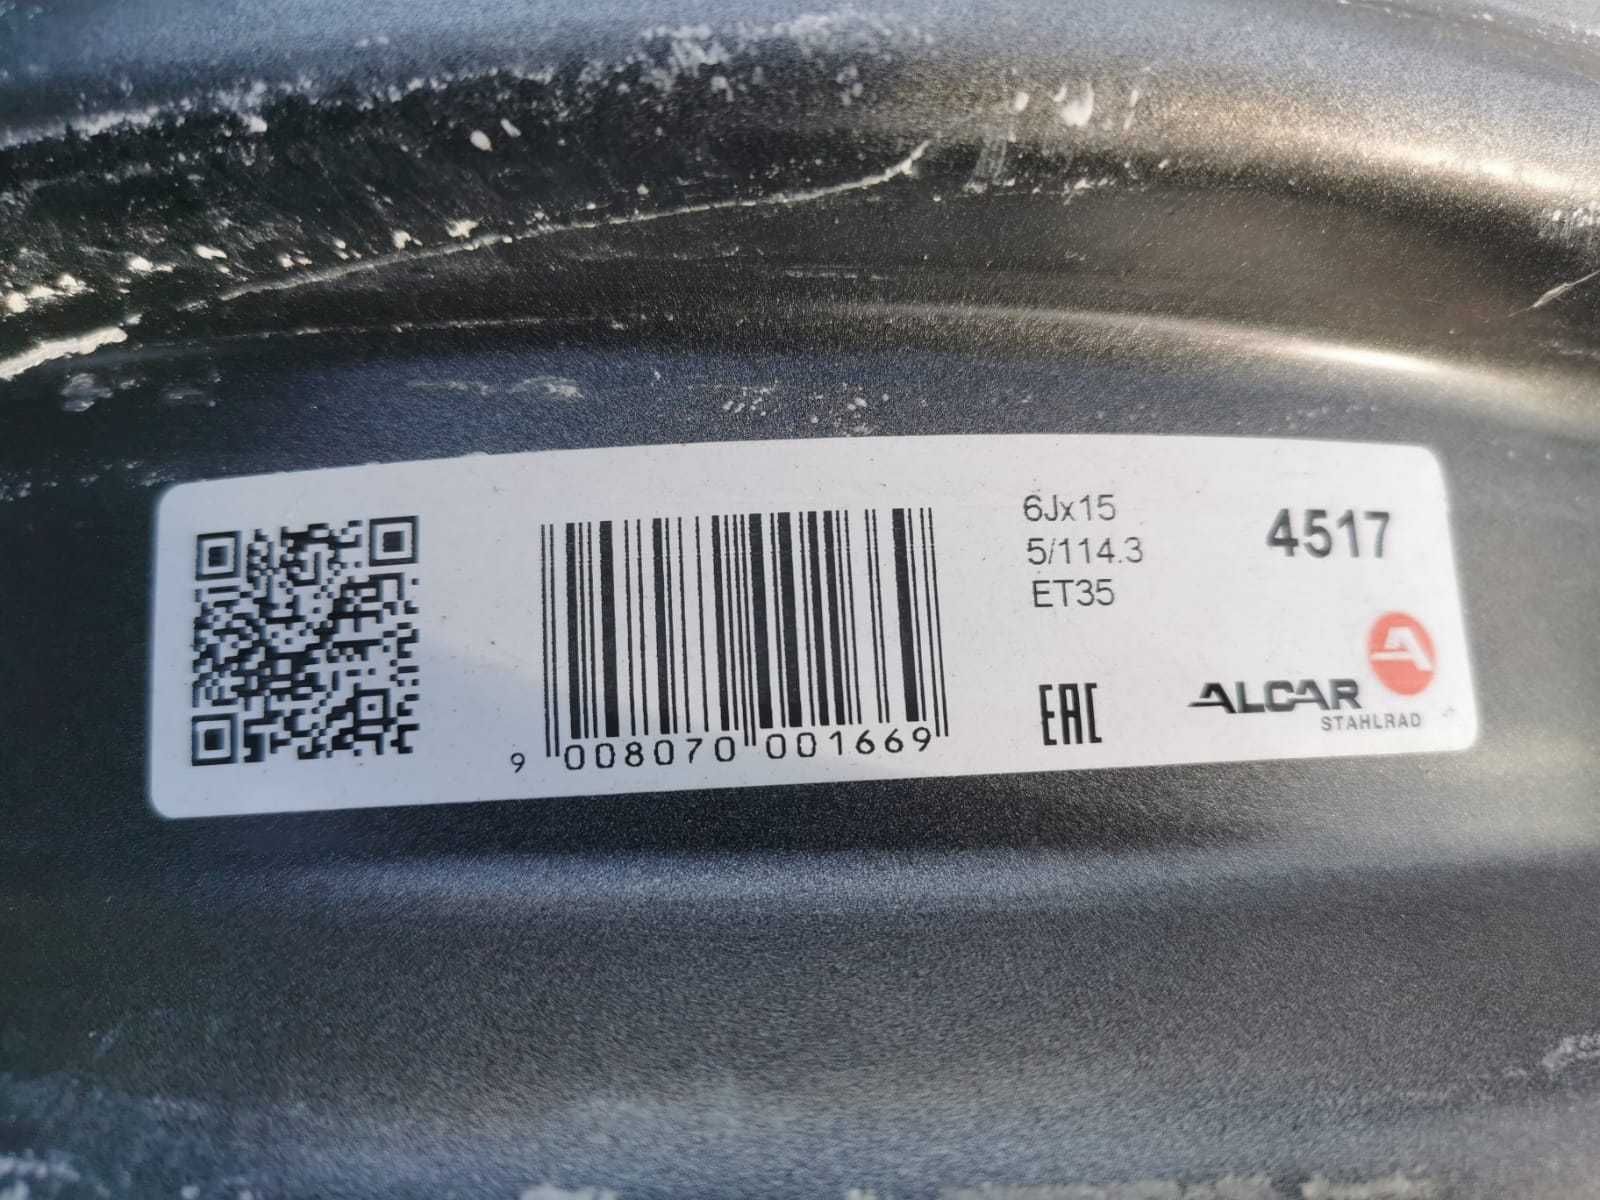 6Jx15
5/114.3
ET35
4517
EAC
ALCAR
STAHLRAD
9 008070 001669